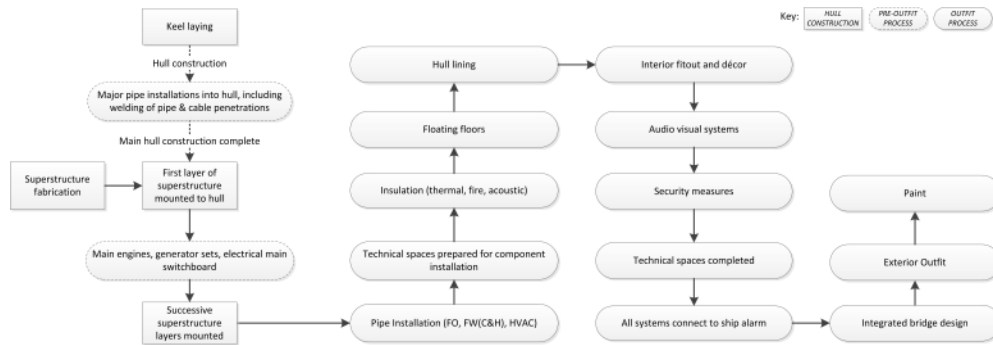 Key:
HULL
CONSTRUCTION
PRE-OUTFIT
PROCESS
OUTFIT
PROCESS
Keel laying
Hull construction
Major pipe installations into hull, including
welding of pipe & cable penetrations
Main hull construction complete
Superstructure
fabrication
First layer of
superstructure
mounted to hull
Main engines, generator sets, electrical main
switchboard
Successive
superstructure
layers mounted
Pipe Installation (FO, FW(C&H), HVAC)
Technical spaces prepared for component
installation
Insulation (thermal, fire, acoustic)
Floating floors
Hull lining
Interior fitout and décor
Audio visual systems
Security measures
Technical spaces completed
All systems connect to ship alarm
Integrated bridge design
Exterior Outfit
Paint